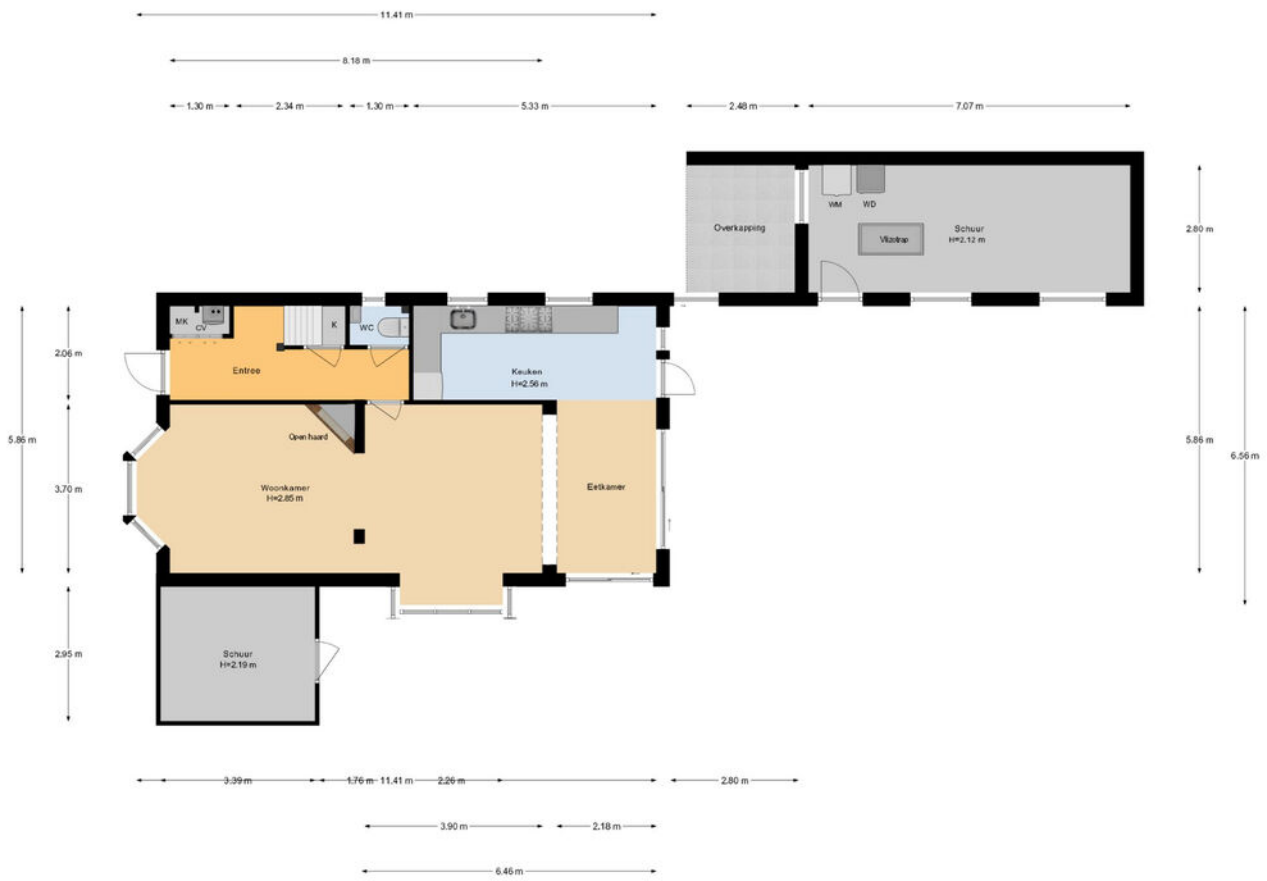 11.41 m
8.18 m
1.30 m 2.34 m 1.30 m 5.33 m 2.48 m 7.07 m
WM WD
Overkapping
Vlizotrap
Schuur
H=2.12 m
2.80 m
MK
CV
K
WC
2.06 m
Entree
Keuken
H=2.56 m
5.86 m
Open haard
5.86 m
6.56 m
3.70 m
Woonkamer
H=2.85 m
Eetkamer
2.95 m
Schuur
H=2.19 m
3.39 m 1.76 m 11.41 m 2.26 m 2.80 m
3.90 m 2.18 m
6.46 m